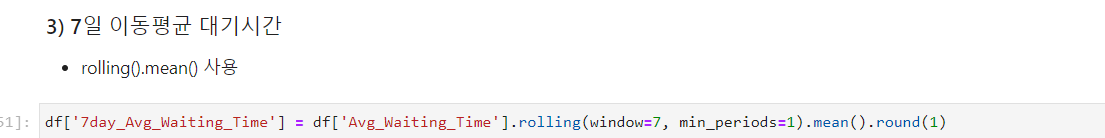 3) 7일 이동평균 대기시간
• rolling().mean() 사용
51]: df['7day_Avg_Waiting_Time'] = df['Avg_Waiting_Time'].rolling(window=7, min_periods=1).mean().round(1)